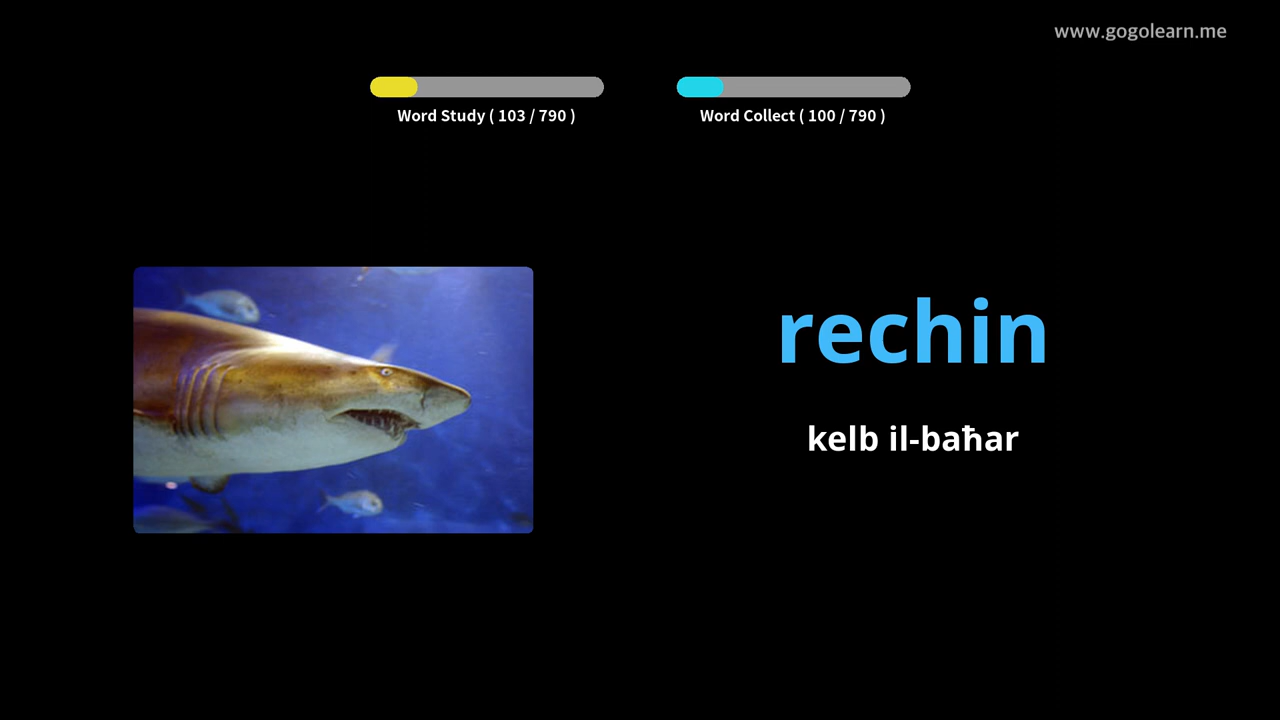 www.gogolearn.me
Word Study ( 103 / 790 )
Word Collect ( 100 / 790 )
rechin
kelb il-baħar